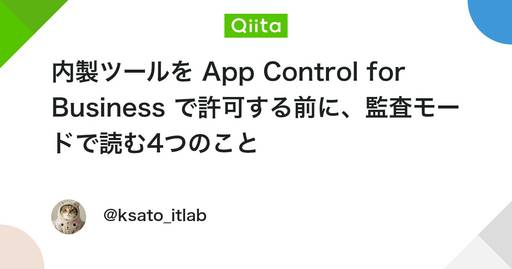 Qiita
内製ツールを App Control for
Business で許可する前に、監査モー
ドで読む4つのこと
@ksato_itlab